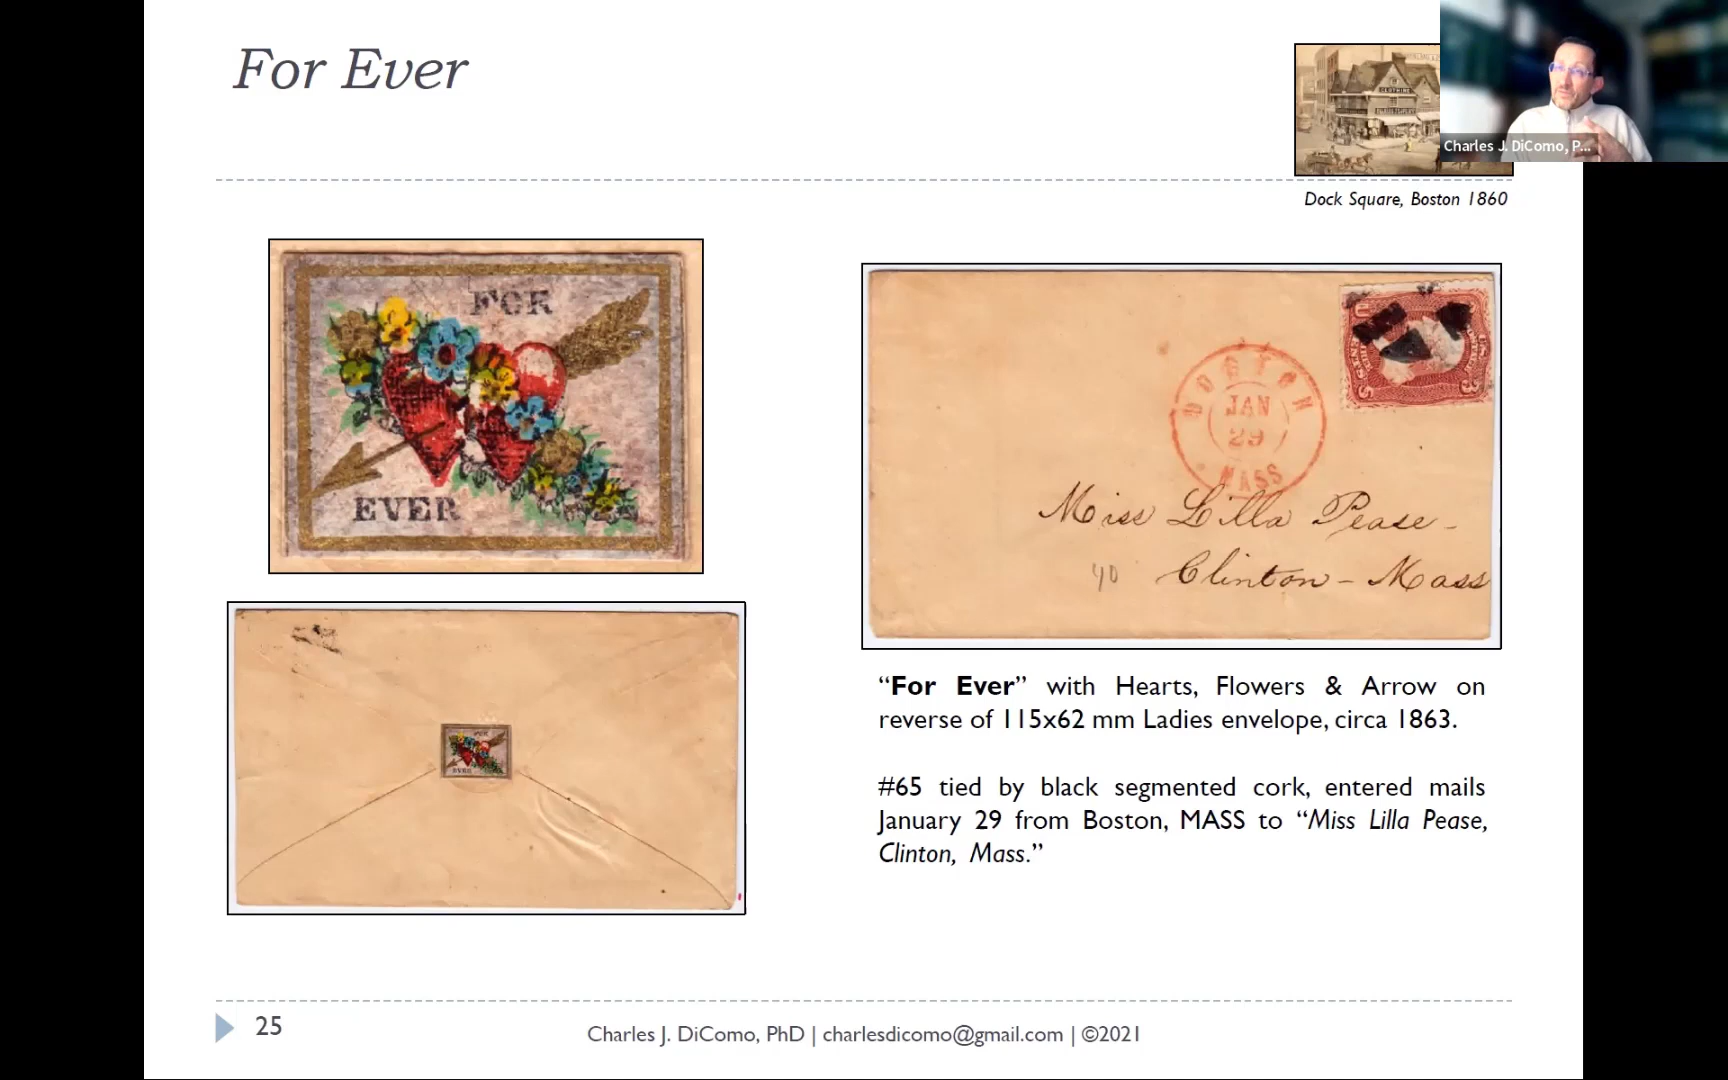 For Ever
CLOTHING
Charles J. DiComo, P...
Dock Square, Boston 1860
FOR
EVER
BOSTON
JAN
29
MASS
Miss Lilla Pease -
40 Clinton - Mass
FOR
EVER
“For Ever” with Hearts, Flowers & Arrow on
reverse of 115x62 mm Ladies envelope, circa 1863.
#65 tied by black segmented cork, entered mails
January 29 from Boston, MASS to “Miss Lilla Pease,
Clinton, Mass.”
25
Charles J. DiComo, PhD | charlesdicomo@gmail.com | ©2021